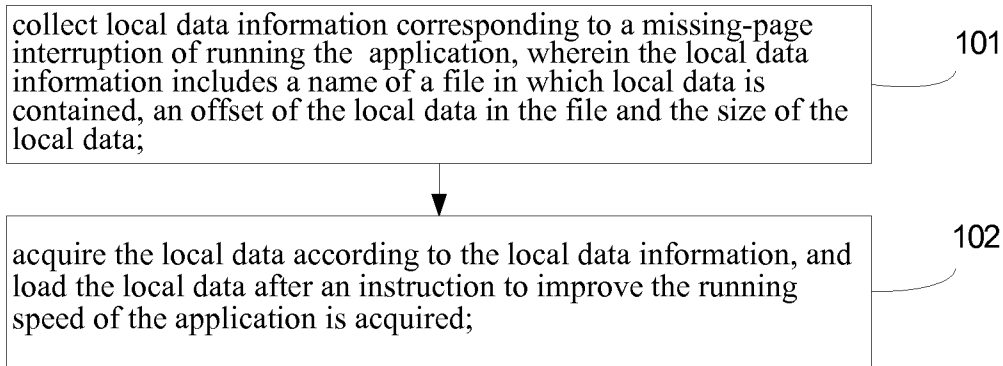 collect local data information corresponding to a missing-page
interruption of running the application, wherein the local data
information includes a name of a file in which local data is
contained, an offset of the local data in the file and the size of the
local data;
101
acquire the local data according to the local data information, and
load the local data after an instruction to improve the running
speed of the application is acquired;
102